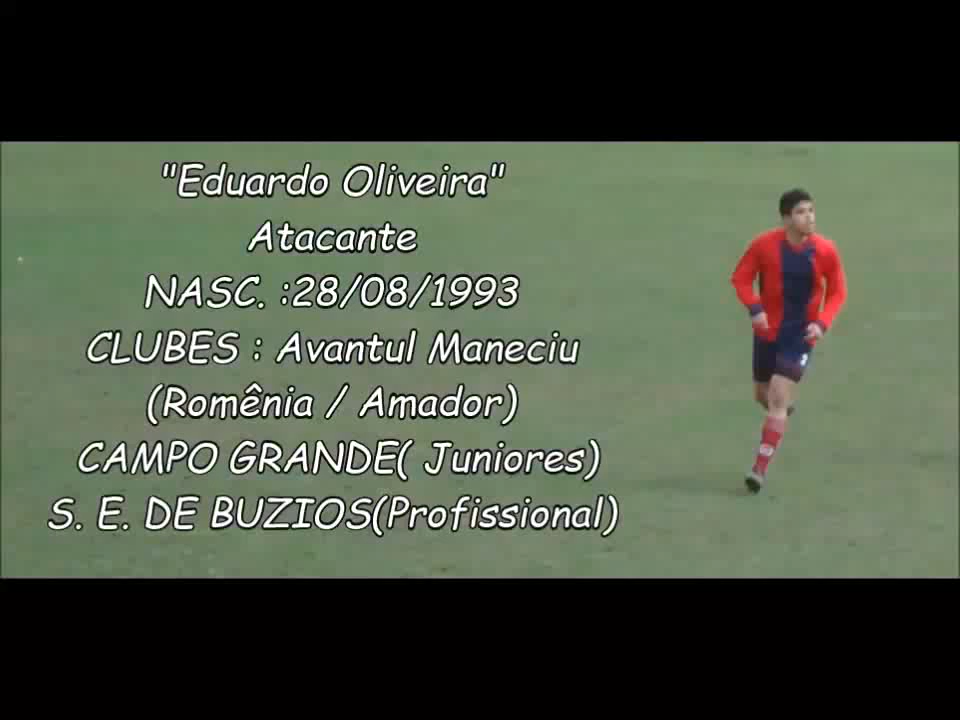 "Eduardo Oliveira"
Atacante
NASC. :28/08/1993
CLUBES : Avantul Maneciu
(Romênia / Amador)
CAMPO GRANDE( Juniores)
S. E. DE BUZIOS(Profissional)